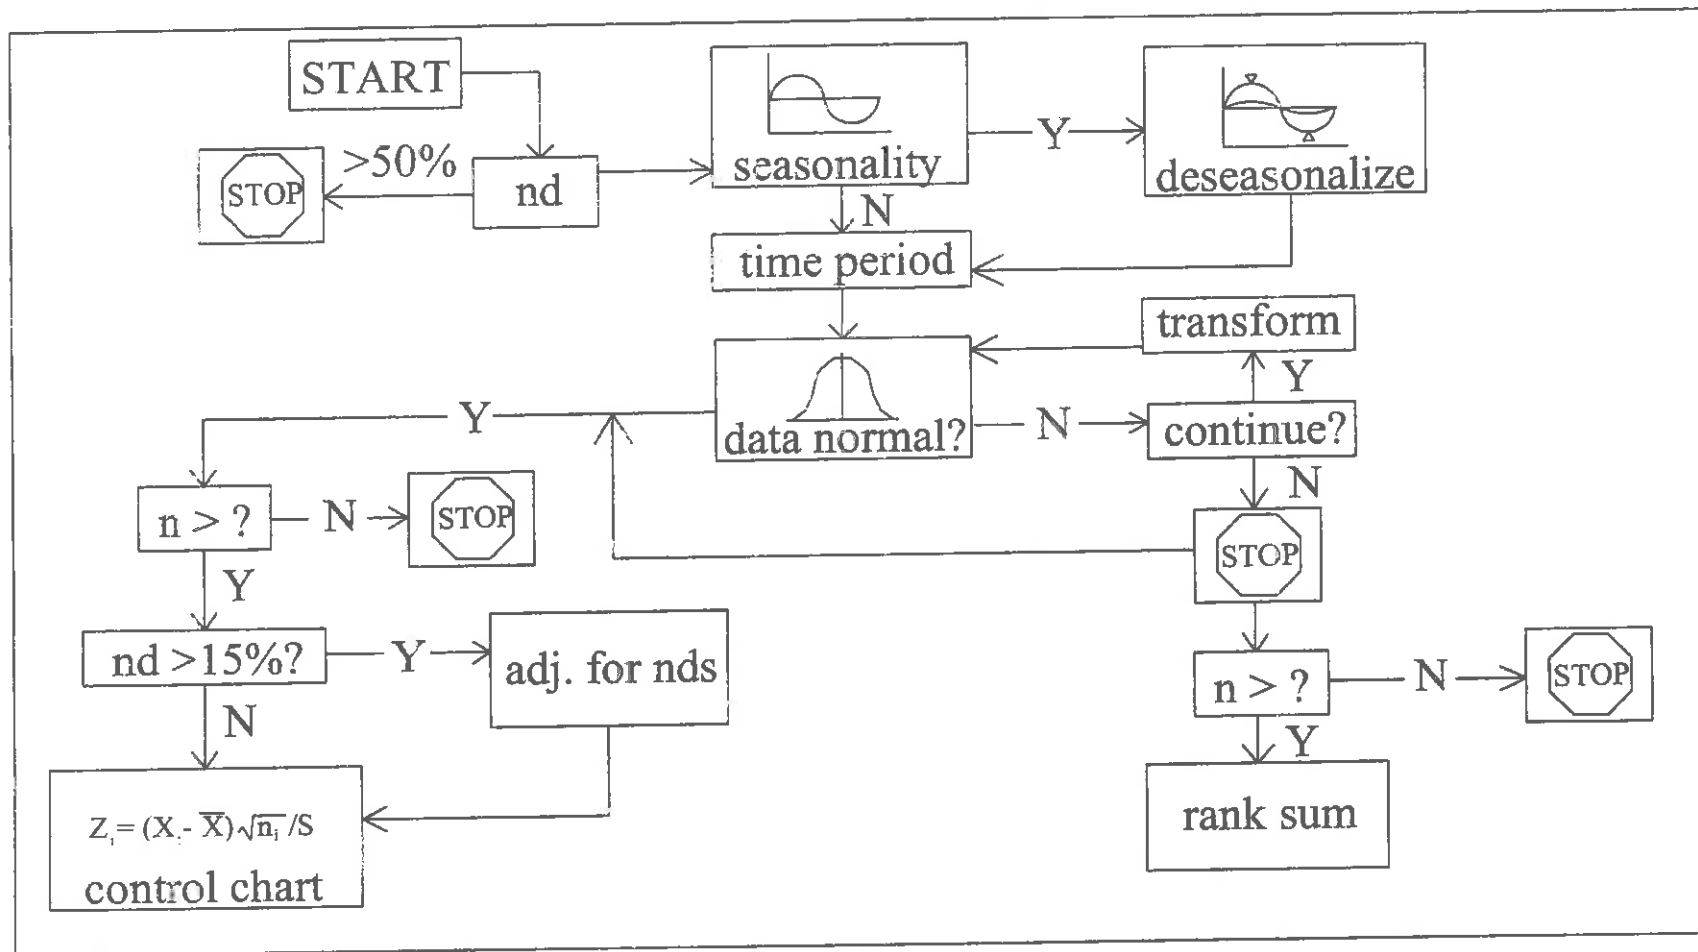 START
>50%
STOP
nd
seasonality
Y
deseasonalize
N
time period
transform
Y
data normal?
N
continue?
Y
N
n > ?
N
STOP
STOP
Y
nd >15%?
Y
adj. for nds
n > ?
N
STOP
N
Y
Zᵢ = (Xᵢ - X̅)√nᵢ /S
control chart
rank sum